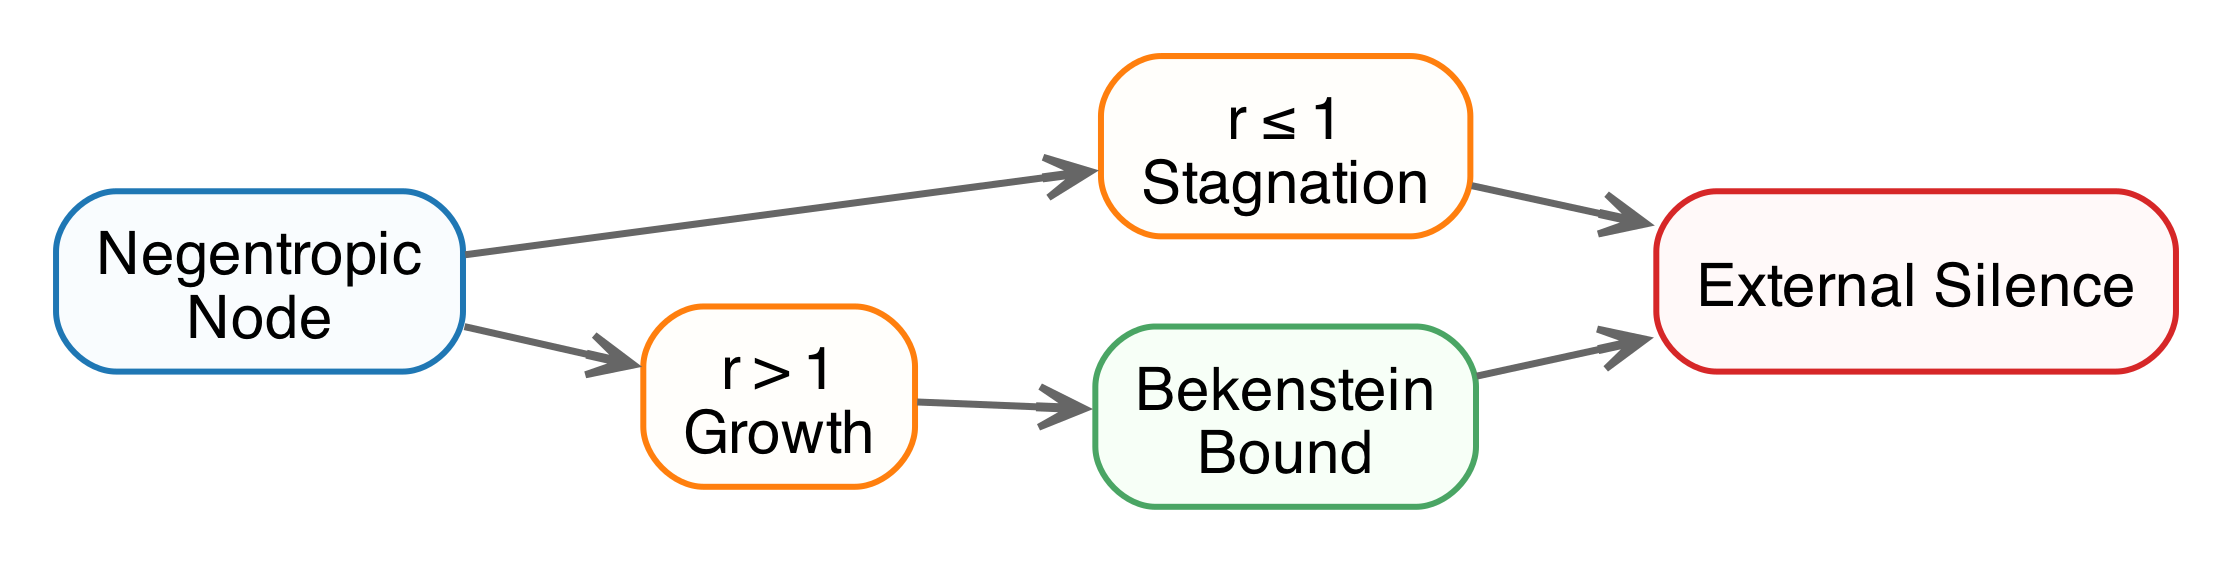 Negentropic
Node
r ≤ 1
Stagnation
r > 1
Growth
Bekenstein
Bound
External Silence